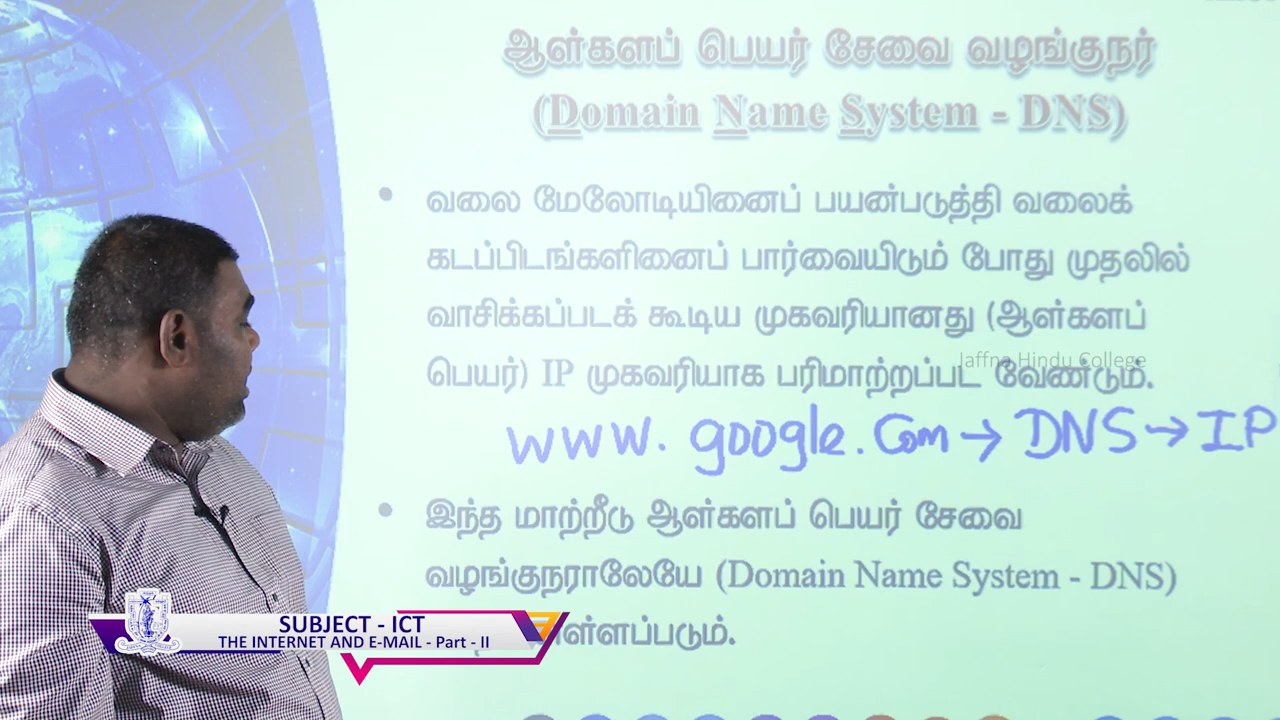 ஆள்களப் பெயர் சேவை வழங்குநர்
(Domain Name System - DNS)
• வலை மேலோடியினைப் பயன்படுத்தி வலைக்
கடப்பிடங்களினைப் பார்வையிடும் போது முதலில்
வாசிக்கப்படக் கூடிய முகவரியானது (ஆள்களப்
பெயர்) IP முகவரியாக பரிமாற்றப்பட வேண்டும்.
Jaffna Hindu College
www.google.com → DNS → IP
• இந்த மாற்றீடு ஆள்களப் பெயர் சேவை
வழங்குநராலேயே (Domain Name System - DNS)
SUBJECT - ICT
THE INTERNET AND E-MAIL - Part - II